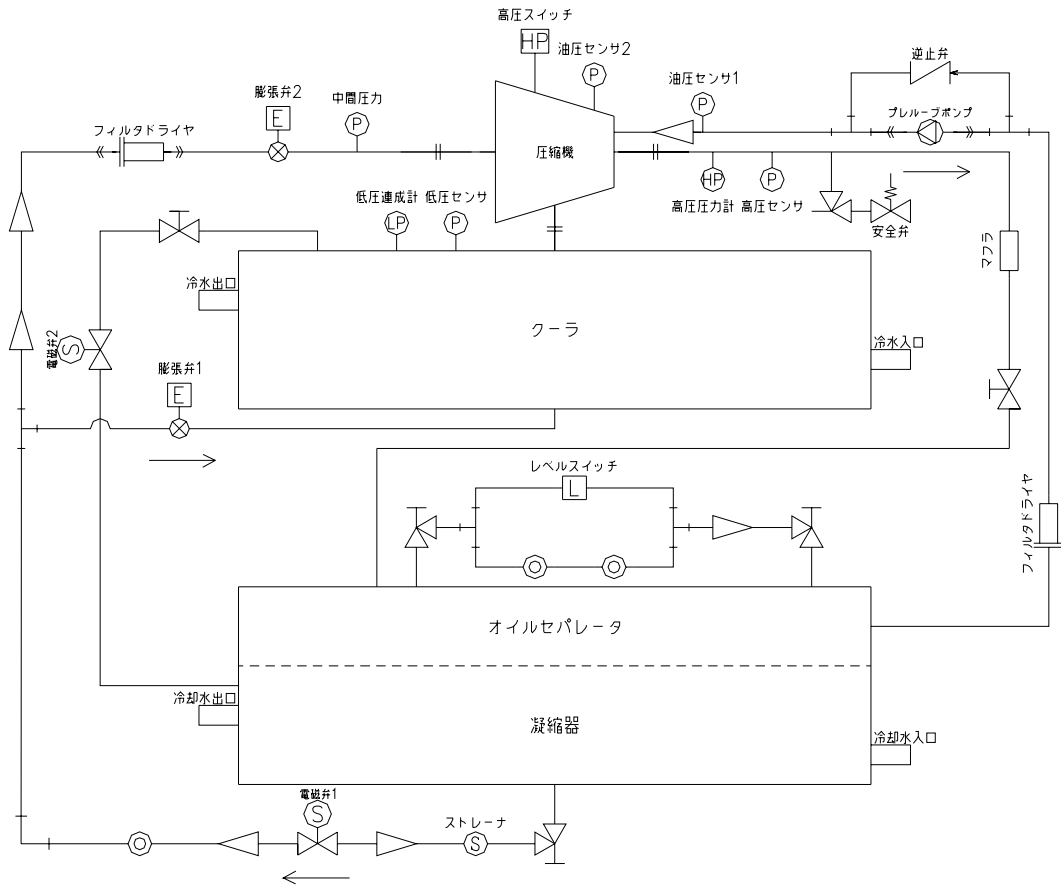 高圧スイッチ
HP
油圧センサ2
P
油圧センサ1
P
逆止弁
膨張弁2
E
中間圧力
P
フィルタドライヤ
プレルーブポンプ
圧縮機
HP
P
高圧圧力計 高圧センサ
安全弁
低圧連成計 低圧センサ
LP
P
マフラ
冷水出口
クーラ
冷水入口
電磁弁2
S
膨張弁1
E
レベルスイッチ
L
フィルタドライヤ
オイルセパレータ
冷却水出口
凝縮器
冷却水入口
電磁弁1
S
ストレーナ
S